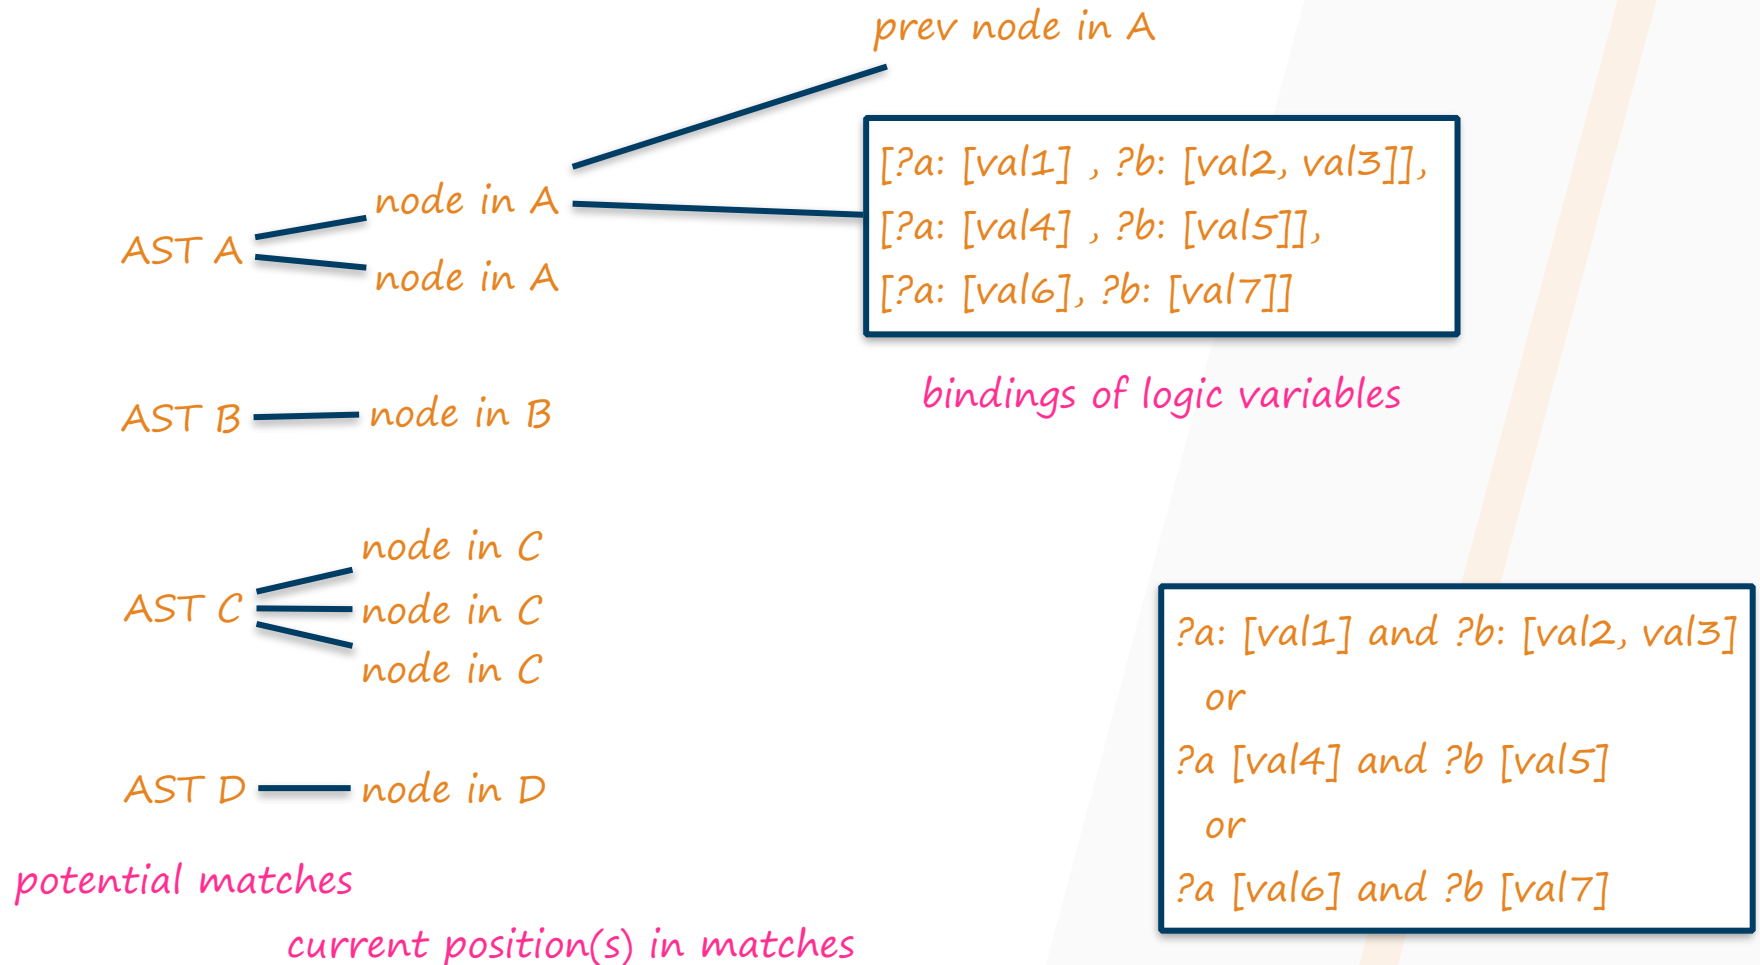 prev node in A
[?a: [val1] , ?b: [val2, val3]],
[?a: [val4] , ?b: [val5]],
[?a: [val6], ?b: [val7]]
bindings of logic variables
AST A
node in A
node in A
AST B
node in B
AST C
node in C
node in C
node in C
AST D
node in D
potential matches
current position(s) in matches
?a: [val1] and ?b: [val2, val3]
or
?a [val4] and ?b [val5]
or
?a [val6] and ?b [val7]